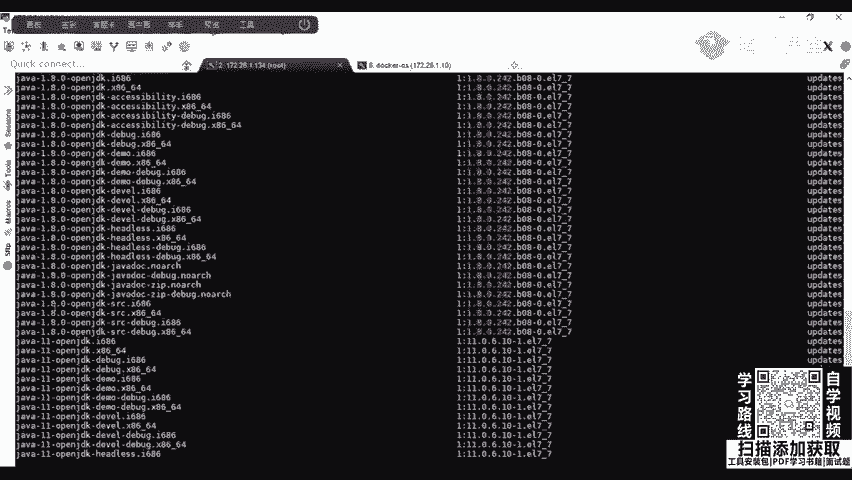 Quick connect...
2. 172.26.1.134 (root)
6. docker-os (172.26.1.10)
java-1.8.0-openjdk.i686 1:1.8.0.242.b08-0.el7_7 updates
java-1.8.0-openjdk.x86_64 1:1.8.0.242.b08-0.el7_7 updates
java-1.8.0-openjdk-accessibility.i686 1:1.8.0.242.b08-0.el7_7 updates
java-1.8.0-openjdk-accessibility.x86_64 1:1.8.0.242.b08-0.el7_7 updates
java-1.8.0-openjdk-accessibility-debug.i686 1:1.8.0.242.b08-0.el7_7 updates
java-1.8.0-openjdk-accessibility-debug.x86_64 1:1.8.0.242.b08-0.el7_7 updates
java-1.8.0-openjdk-debug.i686 1:1.8.0.242.b08-0.el7_7 updates
java-1.8.0-openjdk-debug.x86_64 1:1.8.0.242.b08-0.el7_7 updates
java-1.8.0-openjdk-demo.i686 1:1.8.0.242.b08-0.el7_7 updates
java-1.8.0-openjdk-demo.x86_64 1:1.8.0.242.b08-0.el7_7 updates
java-1.8.0-openjdk-demo-debug.i686 1:1.8.0.242.b08-0.el7_7 updates
java-1.8.0-openjdk-demo-debug.x86_64 1:1.8.0.242.b08-0.el7_7 updates
java-1.8.0-openjdk-devel.i686 1:1.8.0.242.b08-0.el7_7 updates
java-1.8.0-openjdk-devel.x86_64 1:1.8.0.242.b08-0.el7_7 updates
java-1.8.0-openjdk-devel-debug.i686 1:1.8.0.242.b08-0.el7_7 updates
java-1.8.0-openjdk-devel-debug.x86_64 1:1.8.0.242.b08-0.el7_7 updates
java-1.8.0-openjdk-headless.i686 1:1.8.0.242.b08-0.el7_7 updates
java-1.8.0-openjdk-headless.x86_64 1:1.8.0.242.b08-0.el7_7 updates
java-1.8.0-openjdk-headless-debug.i686 1:1.8.0.242.b08-0.el7_7 updates
java-1.8.0-openjdk-headless-debug.x86_64 1:1.8.0.242.b08-0.el7_7 updates
java-1.8.0-openjdk-javadoc.noarch 1:1.8.0.242.b08-0.el7_7 updates
java-1.8.0-openjdk-javadoc-debug.noarch 1:1.8.0.242.b08-0.el7_7 updates
java-1.8.0-openjdk-javadoc-zip.noarch 1:1.8.0.242.b08-0.el7_7 updates
java-1.8.0-openjdk-javadoc-zip-debug.noarch 1:1.8.0.242.b08-0.el7_7 updates
java-1.8.0-openjdk-src.i686 1:1.8.0.242.b08-0.el7_7 updates
java-1.8.0-openjdk-src.x86_64 1:1.8.0.242.b08-0.el7_7 updates
java-1.8.0-openjdk-src-debug.i686 1:1.8.0.242.b08-0.el7_7 updates
java-1.8.0-openjdk-src-debug.x86_64 1:1.8.0.242.b08-0.el7_7 updates
java-11-openjdk.i686 1:11.0.6.10-1.el7_7 updates
java-11-openjdk.x86_64 1:11.0.6.10-1.el7_7 updates
java-11-openjdk-debug.i686 1:11.0.6.10-1.el7_7 updates
java-11-openjdk-debug.x86_64 1:11.0.6.10-1.el7_7
java-11-openjdk-demo.i686 1:11.0.6.10-1.el7_7
java-11-openjdk-demo.x86_64 1:11.0.6.10-1.el7_7
java-11-openjdk-demo-debug.i686 1:11.0.6.10-1.el7_7
java-11-openjdk-demo-debug.x86_64 1:11.0.6.10-1.el7_7
java-11-openjdk-devel.i686 1:11.0.6.10-1.el7_7
java-11-openjdk-devel.x86_64 1:11.0.6.10-1.el7_7
java-11-openjdk-devel-debug.i686 1:11.0.6.10-1.el7_7
java-11-openjdk-devel-debug.x86_64 1:11.0.6.10-1.el7_7
java-11-openjdk-headless.i686 1:11.0.6.10-1.el7_7
Sessions
Tools
Macros
Sftp
学习路线
自学视频
扫描添加获取
工具安装包|PDF学习书籍|面试题